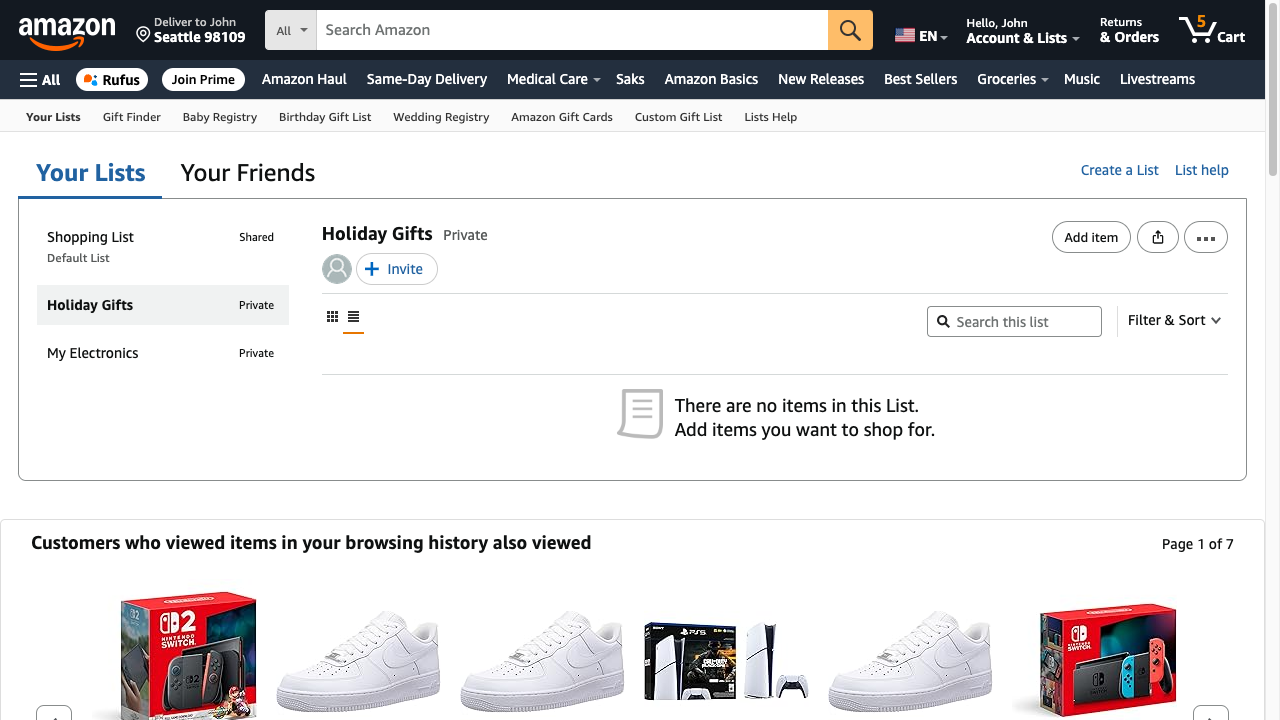 amazon
Deliver to John
Seattle 98109
All
Search Amazon
EN
Hello, John
Account & Lists
Returns
& Orders
5
Cart
All
Rufus
Join Prime
Amazon Haul
Same-Day Delivery
Medical Care
Saks
Amazon Basics
New Releases
Best Sellers
Groceries
Music
Livestreams
Your Lists
Gift Finder
Baby Registry
Birthday Gift List
Wedding Registry
Amazon Gift Cards
Custom Gift List
Lists Help
Your Lists
Your Friends
Create a List
List help
Shopping List
Shared
Default List
Holiday Gifts
Private
My Electronics
Private
Holiday Gifts
Private
Invite
Add item
Search this list
Filter & Sort
There are no items in this List.
Add items you want to shop for.
Customers who viewed items in your browsing history also viewed
Page 1 of 7
2
NINTENDO
SWITCH
2
SONY
PS5
NINTENDO
SWITCH